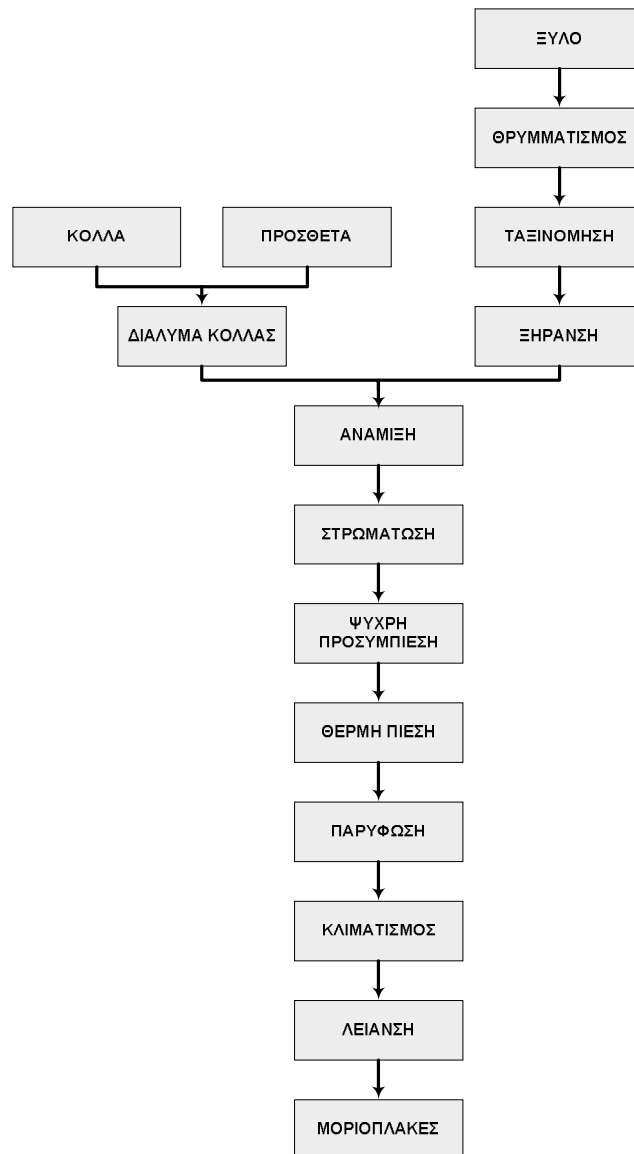 ΞΥΛΟ
ΘΡΥΜΜΑΤΙΣΜΟΣ
ΚΟΛΛΑ
ΠΡΟΣΘΕΤΑ
ΤΑΞΙΝΟΜΗΣΗ
ΔΙΑΛΥΜΑ ΚΟΛΛΑΣ
ΞΗΡΑΝΣΗ
ΑΝΑΜΙΞΗ
ΣΤΡΩΜΑΤΩΣΗ
ΨΥΧΡΗ
ΠΡΟΣΥΜΠΙΕΣΗ
ΘΕΡΜΗ ΠΙΕΣΗ
ΠΑΡΥΦΩΣΗ
ΚΛΙΜΑΤΙΣΜΟΣ
ΛΕΙΑΝΣΗ
ΜΟΡΙΟΠΛΑΚΕΣ